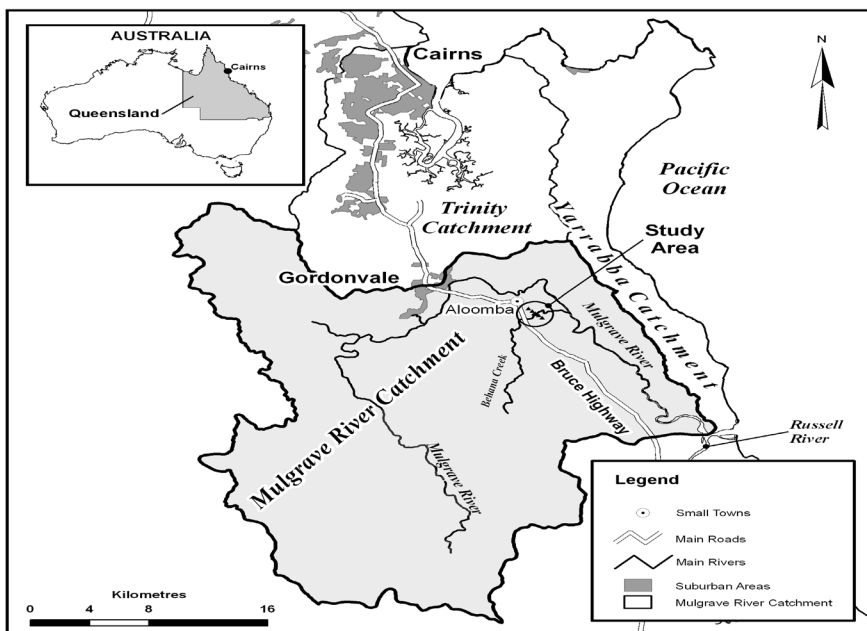 AUSTRALIA
Cairns
Queensland
Cairns
N
Pacific
Ocean
Trinity
Catchment
Study
Area
Yarrabba Catchment
Gordonvale
Aloomba
Mulgrave River
Behana Creek
Bruce Highway
Mulgrave River Catchment
Mulgrave River
Russell
River
Legend
Small Towns
Main Roads
Main Rivers
Suburban Areas
Mulgrave River Catchment
Kilometres
0 4 8 16